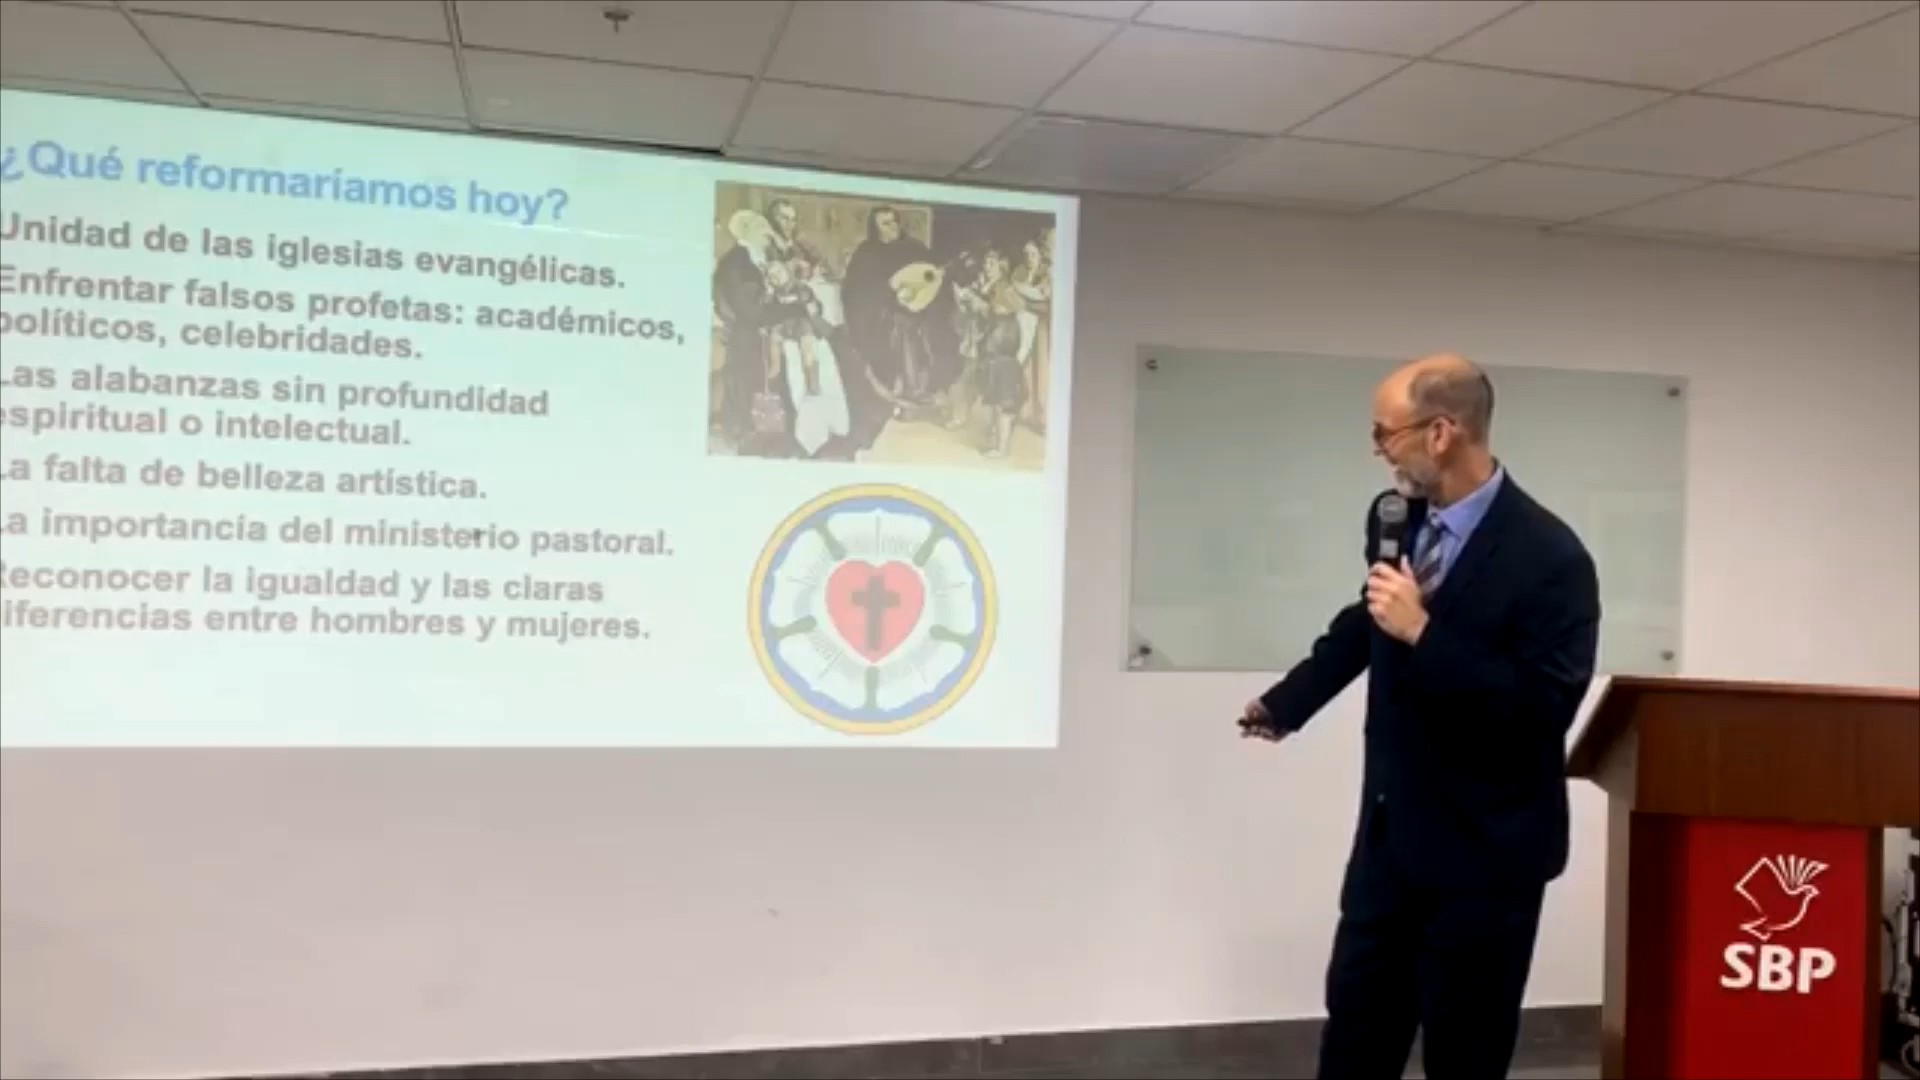 ¿Qué reformaríamos hoy?
Unidad de las iglesias evangélicas.
Enfrentar falsos profetas: académicos,
políticos, celebridades.
Las alabanzas sin profundidad
espiritual o intelectual.
La falta de belleza artística.
La importancia del ministerio pastoral.
Reconocer la igualdad y las claras
diferencias entre hombres y mujeres.
SBP